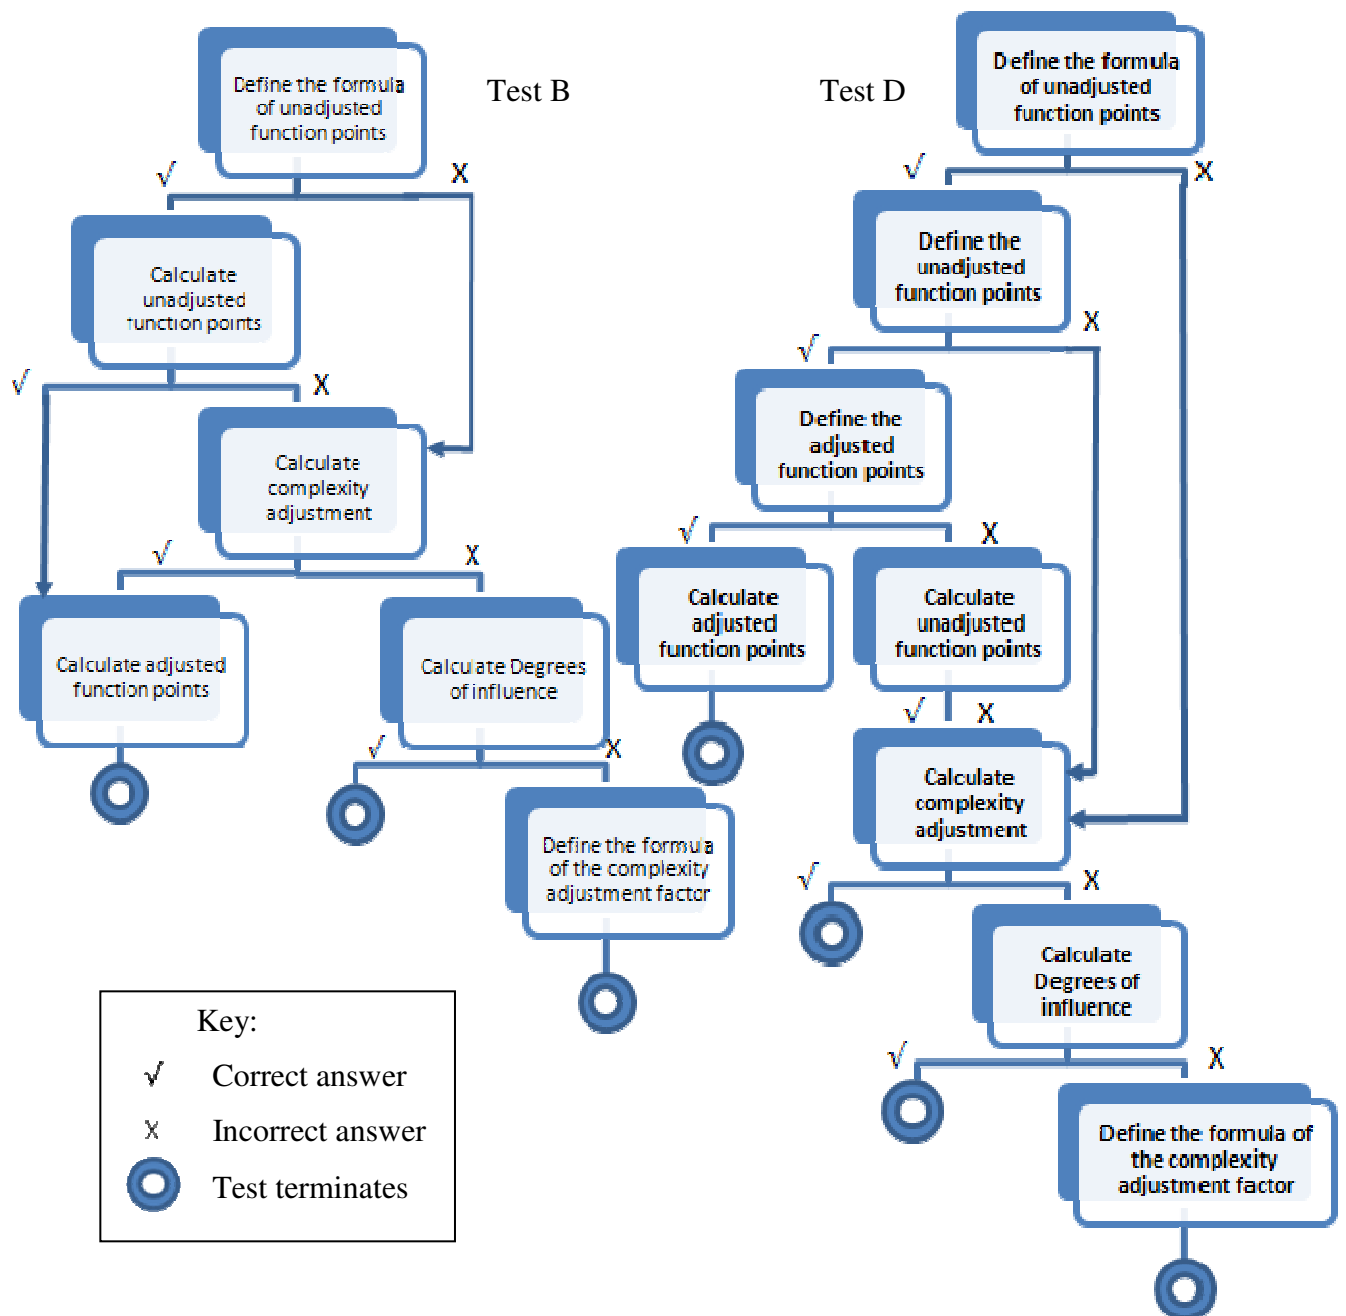 Test B
Define the formula
of unadjusted
function points
√
X
Calculate
unadjusted
function points
√
X
Calculate
complexity
adjustment
√
X
Calculate adjusted
function points
Calculate Degrees
of influence
√
X
Define the formula
of the complexity
adjustment factor
Test D
Define the formula
of unadjusted
function points
√
X
Define the
unadjusted
function points
√
X
Define the
adjusted
function points
√
X
Calculate
adjusted
function points
Calculate
unadjusted
function points
√
X
Calculate
complexity
adjustment
√
X
Calculate
Degrees of
influence
√
X
Define the formula of
the complexity
adjustment factor
Key:
√ Correct answer
X Incorrect answer
Test terminates